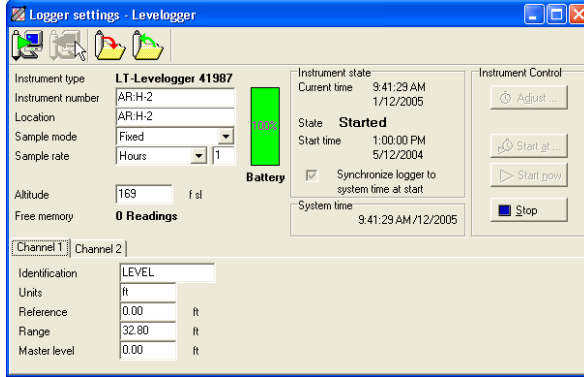 Logger settings - Levelogger
Instrument type LT-Levelogger 41987
Instrument number AR:H-2
Location AR:H-2
Sample mode Fixed
Sample rate Hours 1
Altitude 169 f sl
Free memory 0 Readings
100%
Battery
Instrument state
Current time 9:41:29 AM
1/12/2005
State Started
Start time 1:00:00 PM
5/12/2004
Synchronize logger to
system time at start
System time
9:41:29 AM /12/2005
Instrument Control
Adjust ...
Start at ...
Start now
Stop
Channel 1 Channel 2
Identification LEVEL
Units ft
Reference 0.00 ft
Range 32.80 ft
Master level 0.00 ft